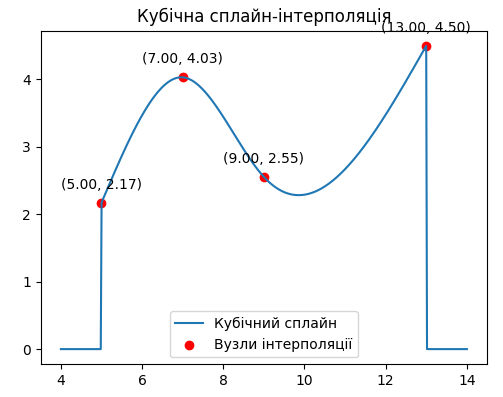 Кубічна сплайн-інтерполяція
(13.00, 4.50)
(7.00, 4.03)
(9.00, 2.55)
(5.00, 2.17)
4
3
2
1
0
Кубічний сплайн
Вузли інтерполяції
4 6 8 10 12 14